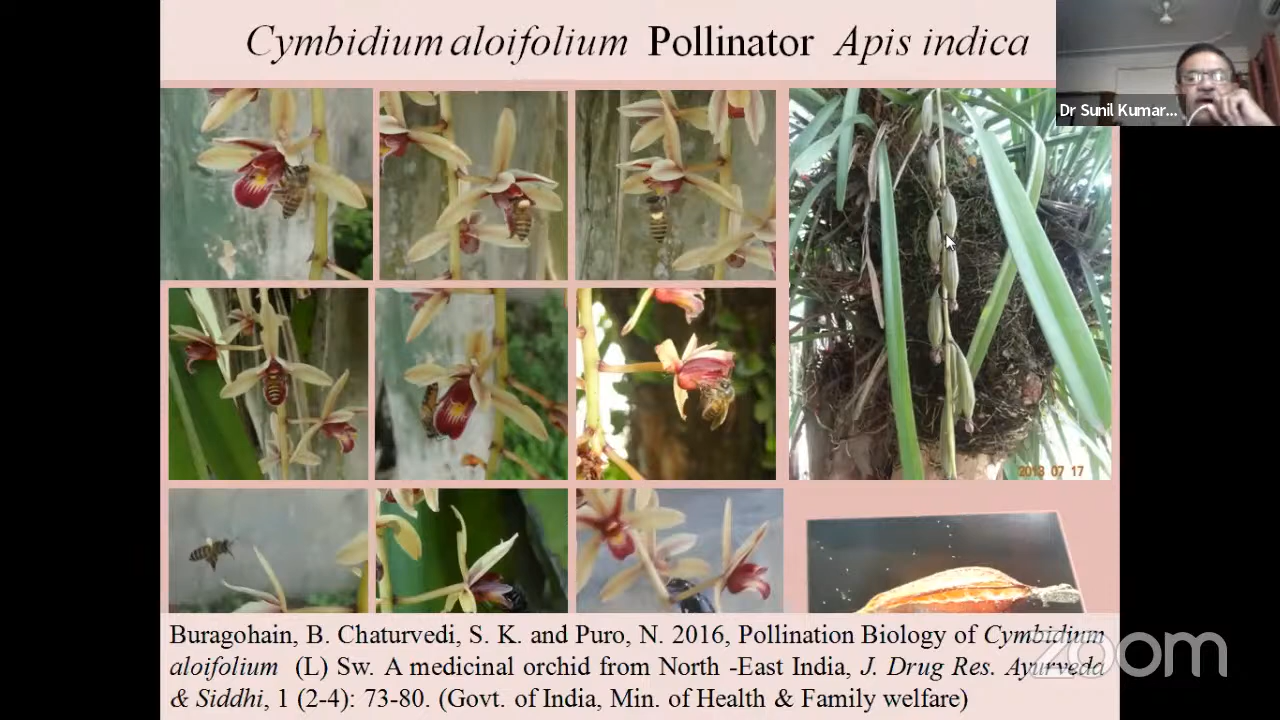 Cymbidium aloifolium Pollinator Apis indica
Dr Sunil Kumar...
2013 07 17
Buragohain, B. Chaturvedi, S. K. and Puro, N. 2016, Pollination Biology of Cymbidium
aloifolium (L) Sw. A medicinal orchid from North -East India, J. Drug Res. Ayurveda
& Siddhi, 1 (2-4): 73-80. (Govt. of India, Min. of Health & Family welfare)
zoom